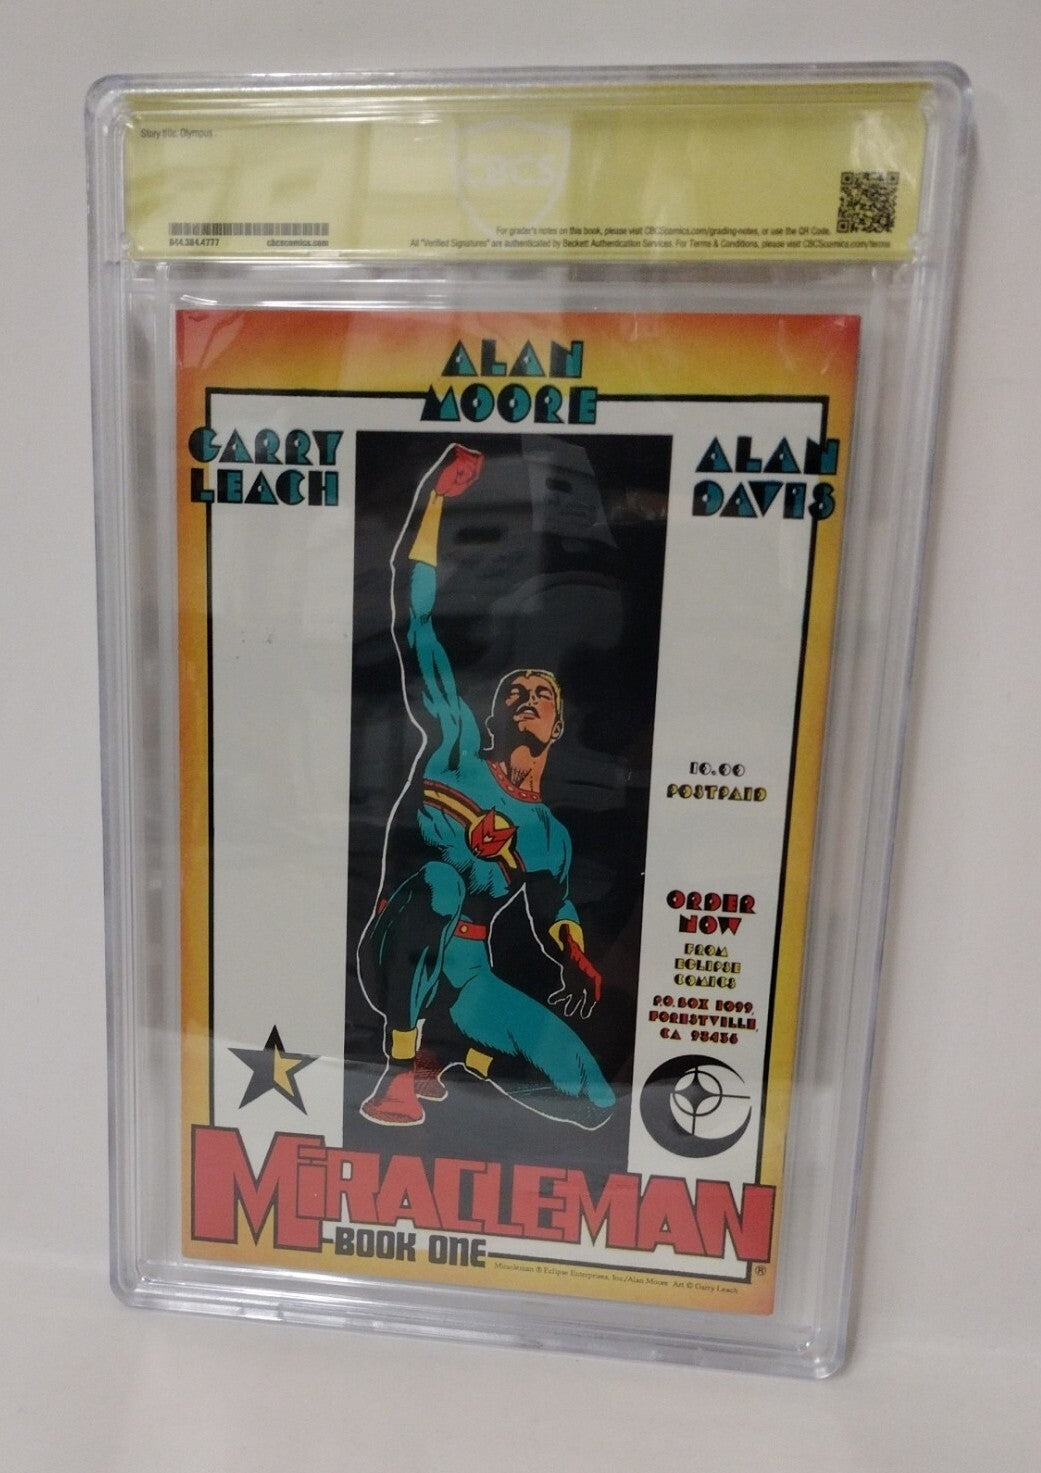 Story title: Olympus
CBCS
For grader's notes on this book, please visit CBCScomics.com/grading-notes, or use the QR Code.
844.384.4777 cbcscomics.com
All "Verified Signatures" are authenticated by Beckett Authentication Services. For Terms & Conditions, please visit CBCScomics.com/terms
ALAN
MOORE
GARRY
LEACH
ALAN
DAVIS
10.00
POSTPAID
ORDER
NOW
FROM
ECLIPSE
COMICS
P.O. BOX 1099,
FORESTVILLE,
CA 95436
MIRACLEMAN
BOOK ONE
®
Miracleman ® Eclipse Enterprises, Inc./Alan Moore Art © Garry Leach